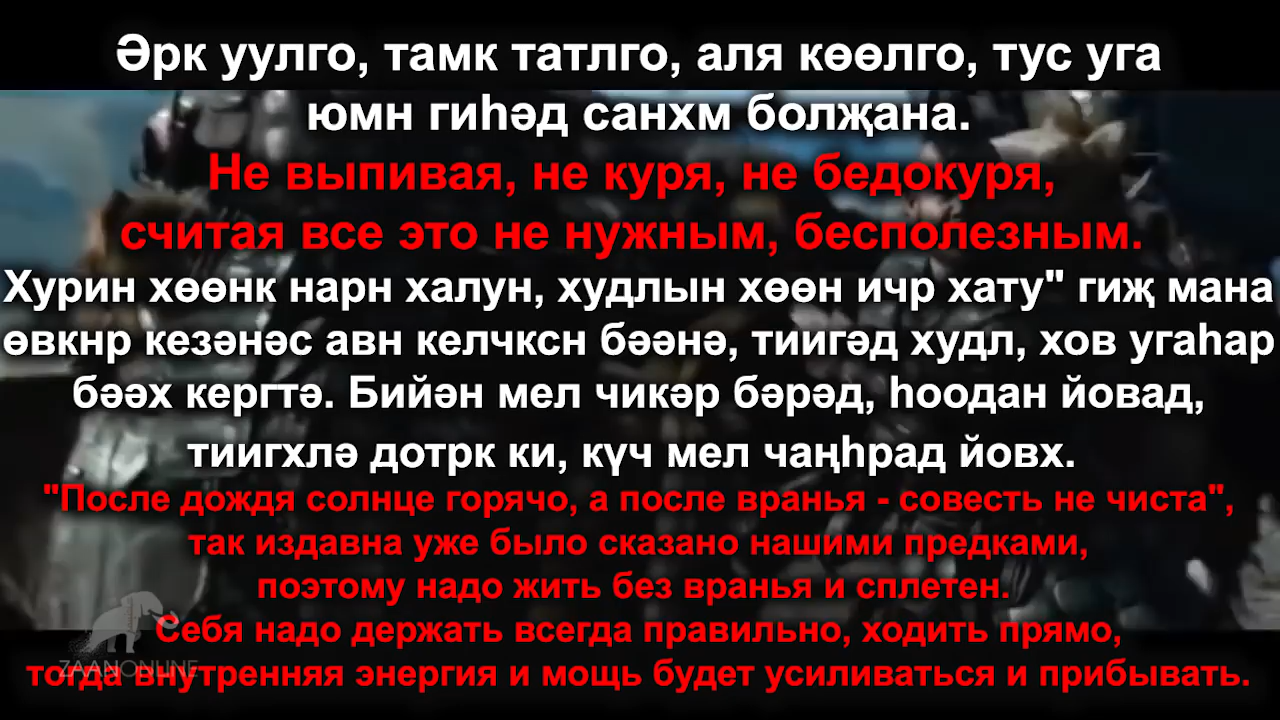 Әрк уулго, тамк татлго, аля көөлго, тус уга
юмн гиһәд санхм болҗана.
Не выпивая, не куря, не бедокуря,
считая все это не нужным, бесполезным.
Хурин хөөнк нарн халун, худлын хөөн ичр хату" гиҗ мана
өвкнр кезәнәс авн келчксн бәәнә, тиигәд худл, хов угаһар
бәәх кергтә. Бийән мел чикәр бәрәд, һоодан йовад,
тиигхлә дотрк ки, күч мел чаңһрад йовх.
"После дождя солнце горячо, а после вранья - совесть не чиста",
так издавна уже было сказано нашими предками,
поэтому надо жить без вранья и сплетен.
Себя надо держать всегда правильно, ходить прямо,
тогда внутренняя энергия и мощь будет усиливаться и прибывать.
ZAANONLINE